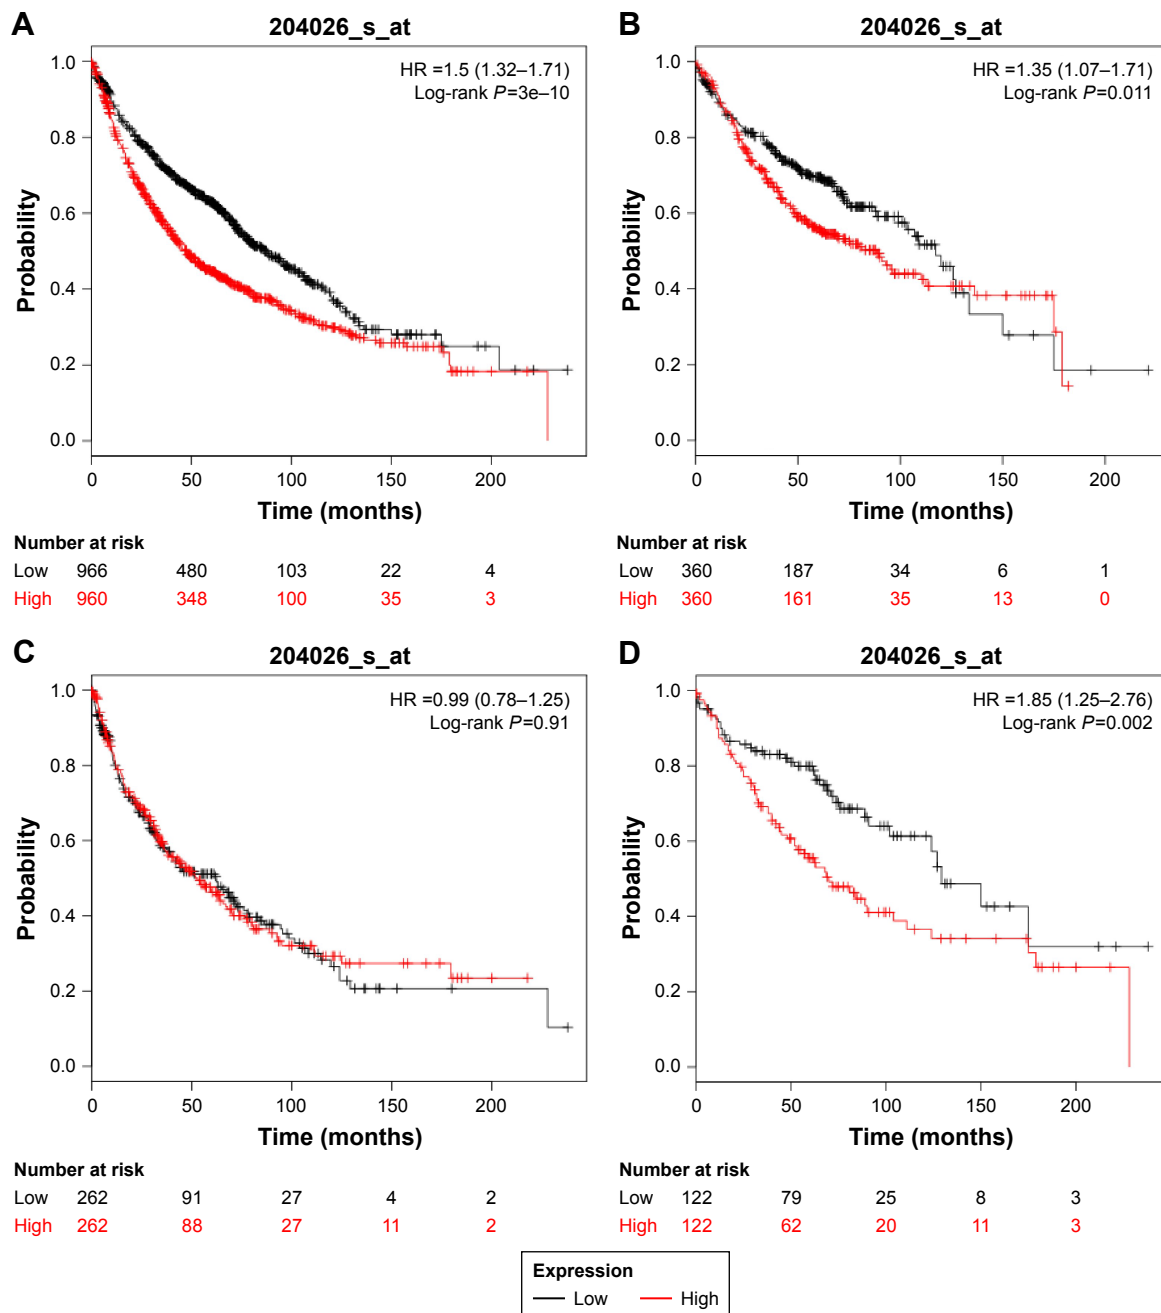 A
204026_s_at
HR =1.5 (1.32–1.71)
Log-rank P=3e–10
Probability
1.0
0.8
0.6
0.4
0.2
0.0
0 50 100 150 200
Time (months)
Number at risk
Low 966 480 103 22 4
High 960 348 100 35 3
B
204026_s_at
HR =1.35 (1.07–1.71)
Log-rank P=0.011
Probability
1.0
0.8
0.6
0.4
0.2
0.0
0 50 100 150 200
Time (months)
Number at risk
Low 360 187 34 6 1
High 360 161 35 13 0
C
204026_s_at
HR =0.99 (0.78–1.25)
Log-rank P=0.91
Probability
1.0
0.8
0.6
0.4
0.2
0.0
0 50 100 150 200
Time (months)
Number at risk
Low 262 91 27 4 2
High 262 88 27 11 2
D
204026_s_at
HR =1.85 (1.25–2.76)
Log-rank P=0.002
Probability
1.0
0.8
0.6
0.4
0.2
0.0
0 50 100 150 200
Time (months)
Number at risk
Low 122 79 25 8 3
High 122 62 20 11 3
Expression
Low High